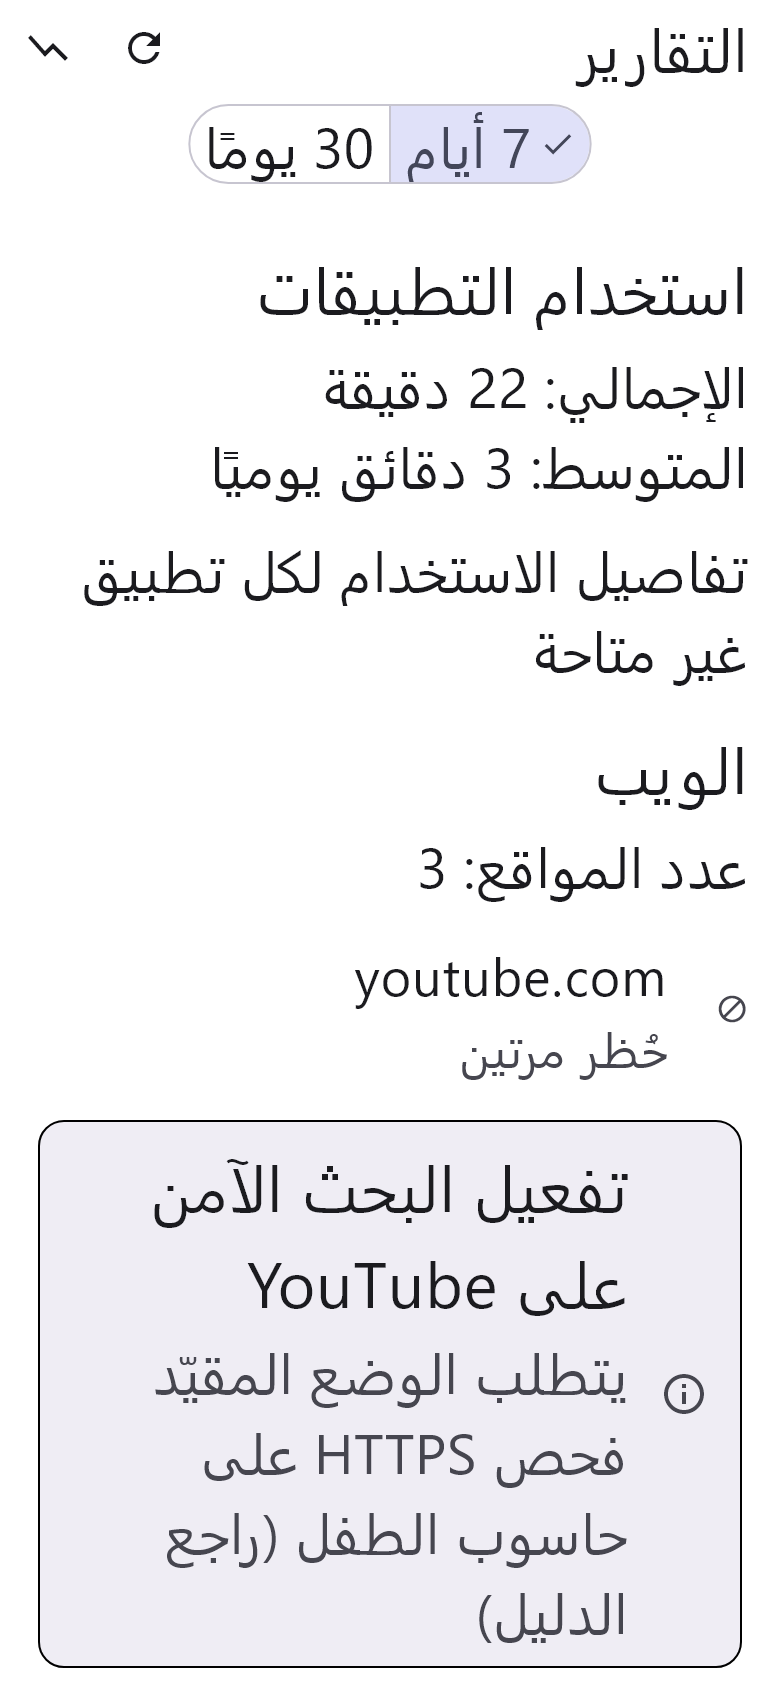 التقارير
7 أيام
30 يومًا
استخدام التطبيقات
الإجمالي: 22 دقيقة
المتوسط: 3 دقائق يوميًا
تفاصيل الاستخدام لكل تطبيق
غير متاحة
الويب
عدد المواقع: 3
youtube.com
حُظر مرتين
تفعيل البحث الآمن
على YouTube
يتطلب الوضع المقيّد
فحص HTTPS على
حاسوب الطفل (راجع
الدليل)